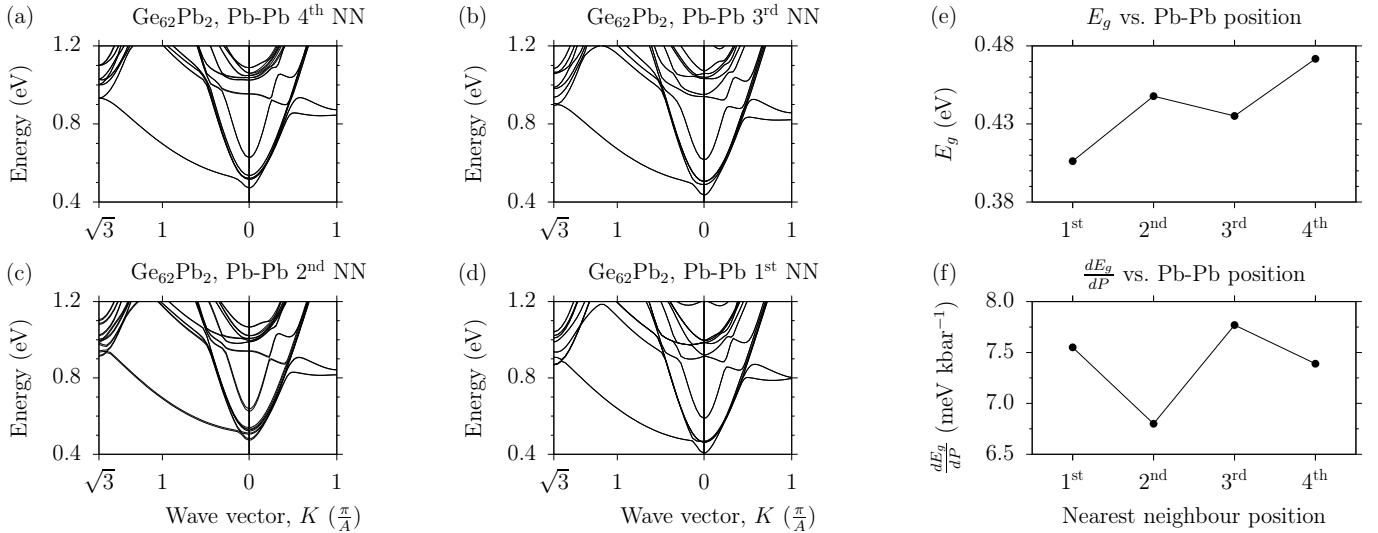 (a) Ge₆₂Pb₂, Pb-Pb 4ᵗʰ NN
Energy (eV)
1.2
0.8
0.4
√3 1 0 1
(b) Ge₆₂Pb₂, Pb-Pb 3ʳᵈ NN
Energy (eV)
1.2
0.8
0.4
√3 1 0 1
(e) E_g vs. Pb-Pb position
E_g (eV)
0.48
0.43
0.38
1ˢᵗ 2ⁿᵈ 3ʳᵈ 4ᵗʰ
(c) Ge₆₂Pb₂, Pb-Pb 2ⁿᵈ NN
Energy (eV)
1.2
0.8
0.4
√3 1 0 1
Wave vector, K (π/A)
(d) Ge₆₂Pb₂, Pb-Pb 1ˢᵗ NN
Energy (eV)
1.2
0.8
0.4
√3 1 0 1
Wave vector, K (π/A)
(f) dE_g/dP vs. Pb-Pb position
dE_g/dP (meV kbar⁻¹)
8.0
7.5
7.0
6.5
1ˢᵗ 2ⁿᵈ 3ʳᵈ 4ᵗʰ
Nearest neighbour position